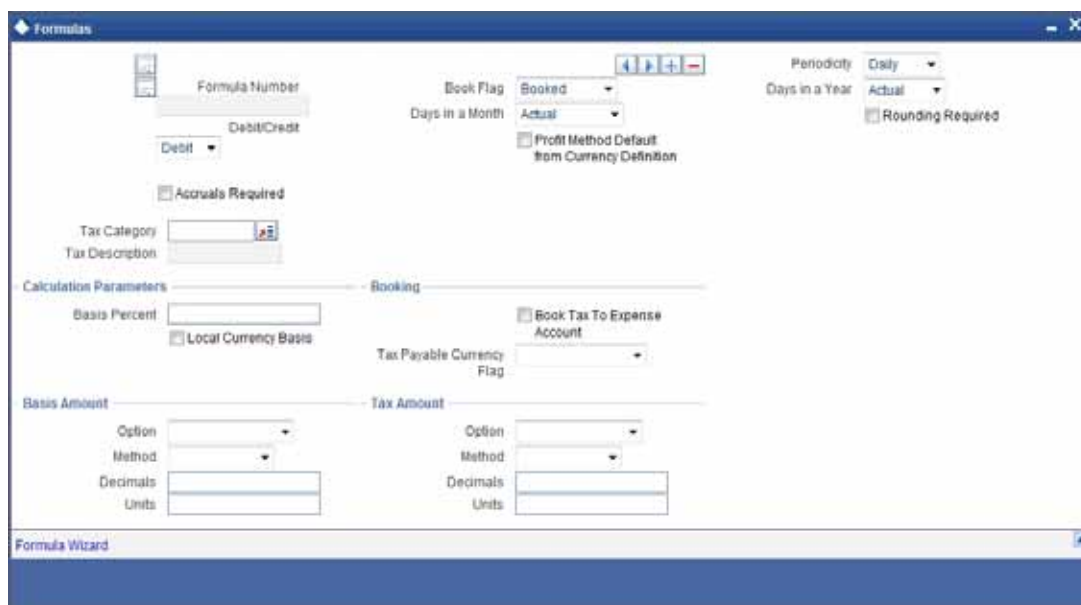 Formulas
Formula Number
Debit/Credit
Debit
Accruals Required
Book Flag Booked
Days in a Month Actual
Profit Method Default
from Currency Definition
Periodicity Daily
Days in a Year Actual
Rounding Required
Tax Category
Tax Description
Calculation Parameters
Basis Percent
Local Currency Basis
Booking
Book Tax To Expense
Account
Tax Payable Currency
Flag
Basis Amount
Option
Method
Decimals
Units
Tax Amount
Option
Method
Decimals
Units
Formula Wizard